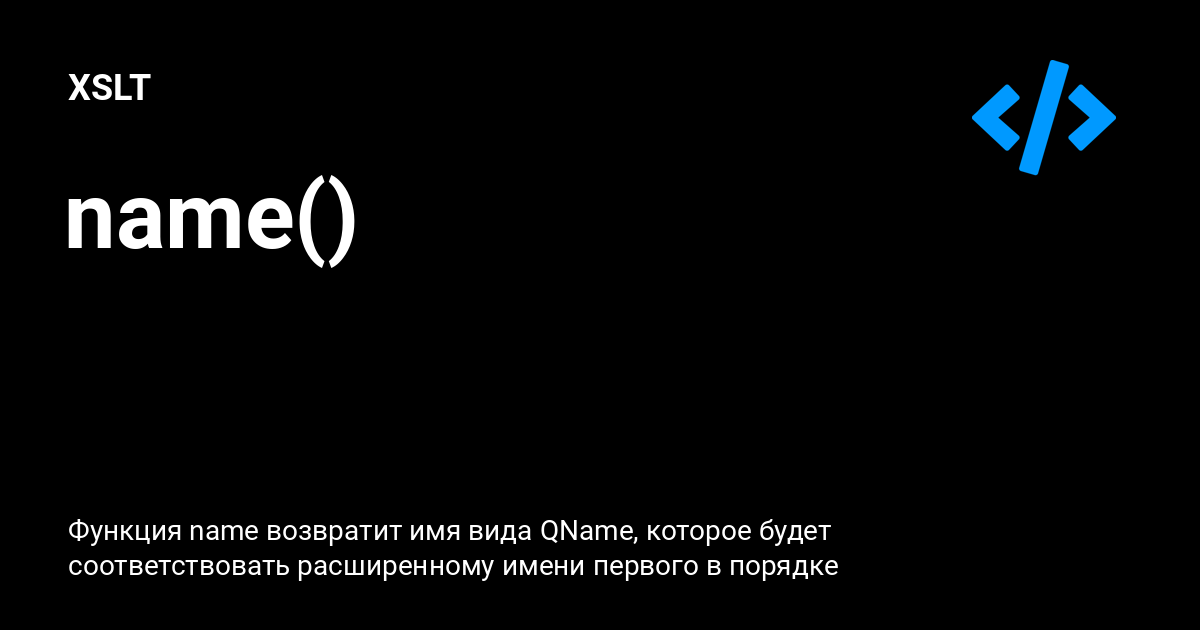 XSLT
name()
Функция name возвратит имя вида QName, которое будет
соответствовать расширенному имени первого в порядке